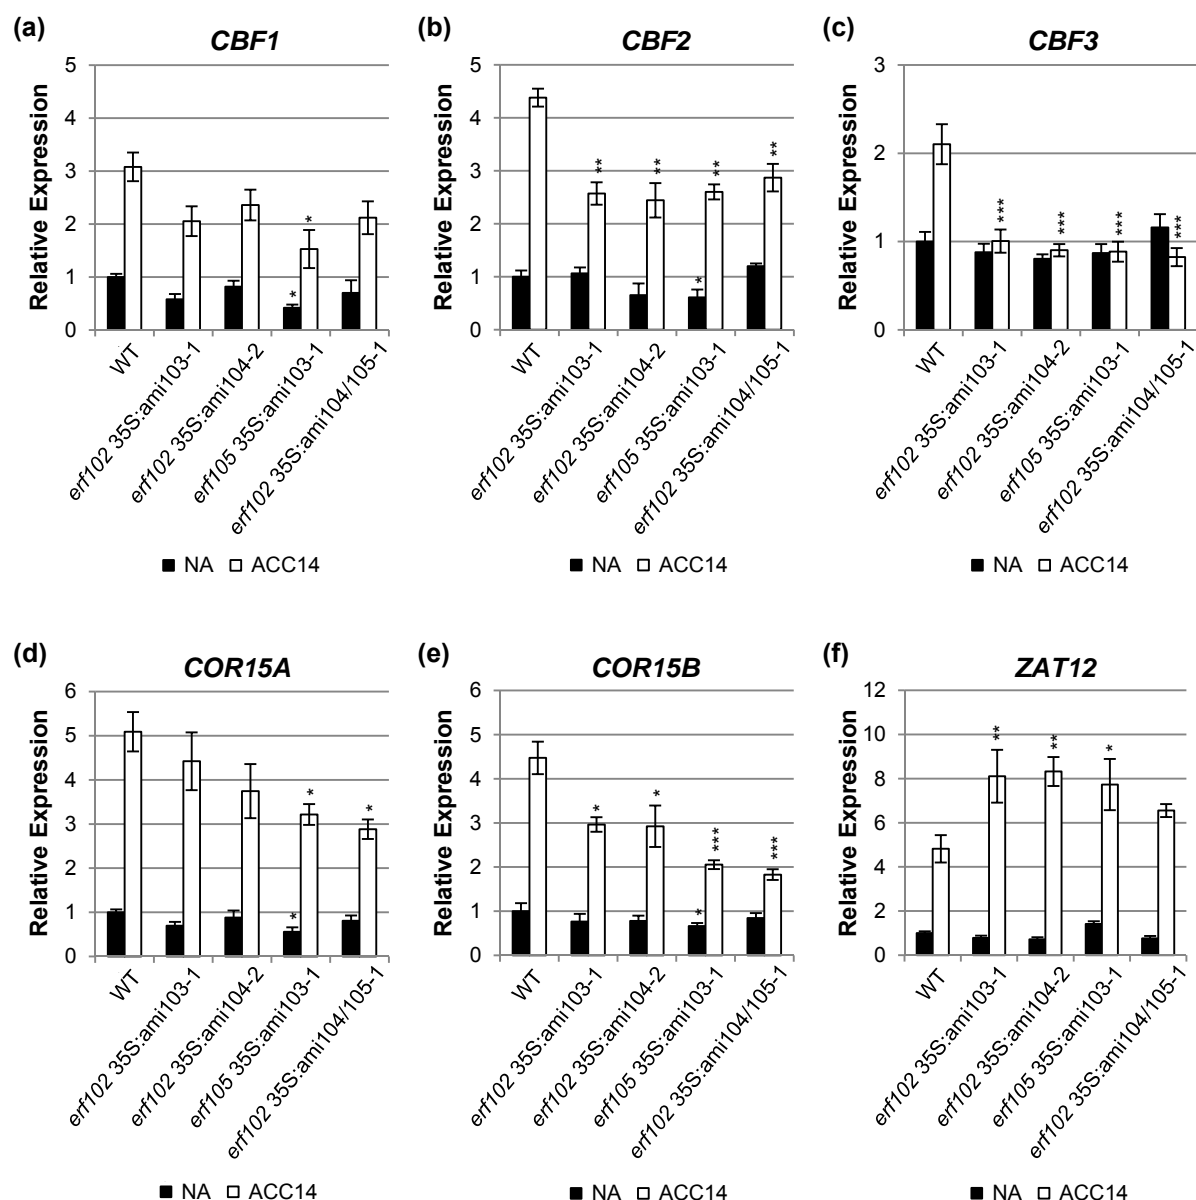 (a)
CBF1
Relative Expression
5
4
3
2
1
0
*
*
WT
erf102 35S:ami103-1
erf102 35S:ami104-2
erf105 35S:ami103-1
erf102 35S:ami104/105-1
NA ACC14
(b)
CBF2
Relative Expression
5
4
3
2
1
0
**
**
*
**
**
WT
erf102 35S:ami103-1
erf102 35S:ami104-2
erf105 35S:ami103-1
erf102 35S:ami104/105-1
NA ACC14
(c)
CBF3
Relative Expression
3
2
1
0
***
***
***
***
WT
erf102 35S:ami103-1
erf102 35S:ami104-2
erf105 35S:ami103-1
erf102 35S:ami104/105-1
NA ACC14
(d)
COR15A
Relative Expression
6
5
4
3
2
1
0
*
*
*
WT
erf102 35S:ami103-1
erf102 35S:ami104-2
erf105 35S:ami103-1
erf102 35S:ami104/105-1
NA ACC14
(e)
COR15B
Relative Expression
6
5
4
3
2
1
0
*
*
*
***
***
WT
erf102 35S:ami103-1
erf102 35S:ami104-2
erf105 35S:ami103-1
erf102 35S:ami104/105-1
NA ACC14
(f)
ZAT12
Relative Expression
12
10
8
6
4
2
0
**
**
*
WT
erf102 35S:ami103-1
erf102 35S:ami104-2
erf105 35S:ami103-1
erf102 35S:ami104/105-1
NA ACC14